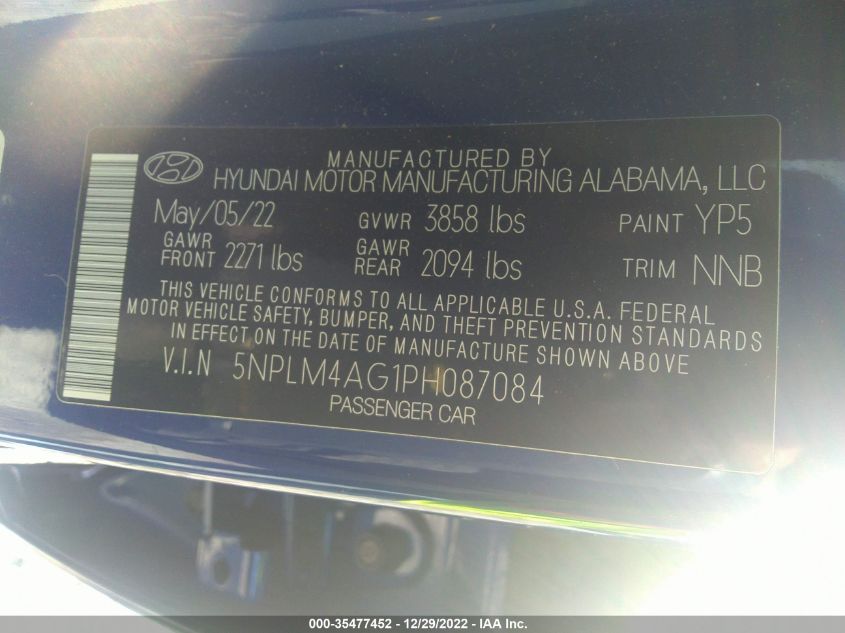 MANUFACTURED BY
HYUNDAI MOTOR MANUFACTURING ALABAMA, LLC
May/05/22 GVWR 3858 lbs PAINT YP5
GAWR FRONT 2271 lbs GAWR REAR 2094 lbs TRIM NNB
THIS VEHICLE CONFORMS TO ALL APPLICABLE U.S.A. FEDERAL
MOTOR VEHICLE SAFETY, BUMPER, AND THEFT PREVENTION STANDARDS
IN EFFECT ON THE DATE OF MANUFACTURE SHOWN ABOVE
V.I.N 5NPLM4AG1PH087084
PASSENGER CAR
000-35477452 - 12/29/2022 - IAA Inc.